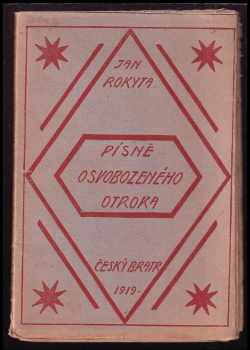 JAN
ROKYTA
PÍSNĚ
OSVOBOZENÉHO
OTROKA
ČESKÝ BRATR
1919-